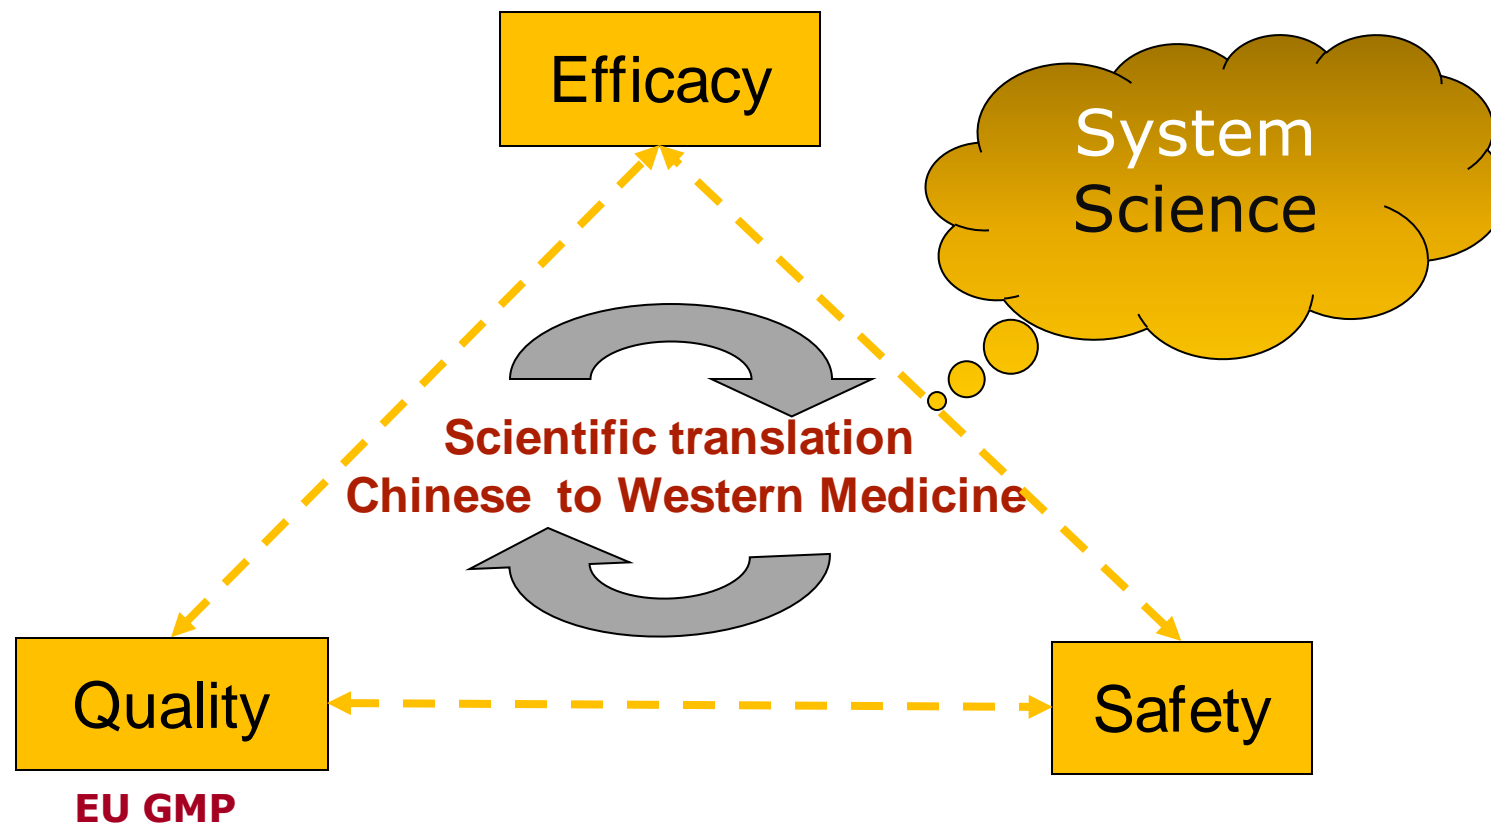 Efficacy
System
Science
Scientific translation
Chinese to Western Medicine
Quality
Safety
EU GMP